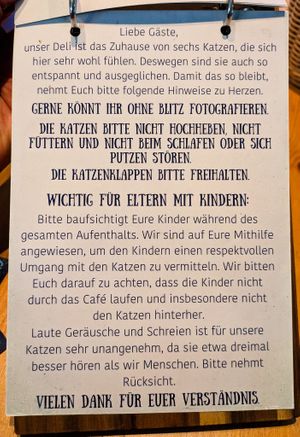 Liebe Gäste,
unser Deli ist das Zuhause von sechs Katzen, die sich
hier sehr wohl fühlen. Deswegen sind sie auch so
entspannt und ausgeglichen. Damit das so bleibt,
nehmt Euch bitte folgende Hinweise zu Herzen.
GERNE KÖNNT IHR OHNE BLITZ FOTOGRAFIEREN.
DIE KATZEN BITTE NICHT HOCHHEBEN, NICHT
FÜTTERN UND NICHT BEIM SCHLAFEN ODER SICH
PUTZEN STÖREN.
DIE KATZENKLAPPEN BITTE FREIHALTEN.
WICHTIG FÜR ELTERN MIT KINDERN:
Bitte baufsichtigt Eure Kinder während des
gesamten Aufenthalts. Wir sind auf Eure Mithilfe
angewiesen, um den Kindern einen respektvollen
Umgang mit den Katzen zu vermitteln. Wir bitten
Euch darauf zu achten, dass die Kinder nicht
durch das Café laufen und insbesondere nicht
den Katzen hinterher.
Laute Geräusche und Schreien ist für unsere
Katzen sehr unangenehm, da sie etwa dreimal
besser hören als wir Menschen. Bitte nehmt
Rücksicht.
VIELEN DANK FÜR EUER VERSTÄNDNIS.